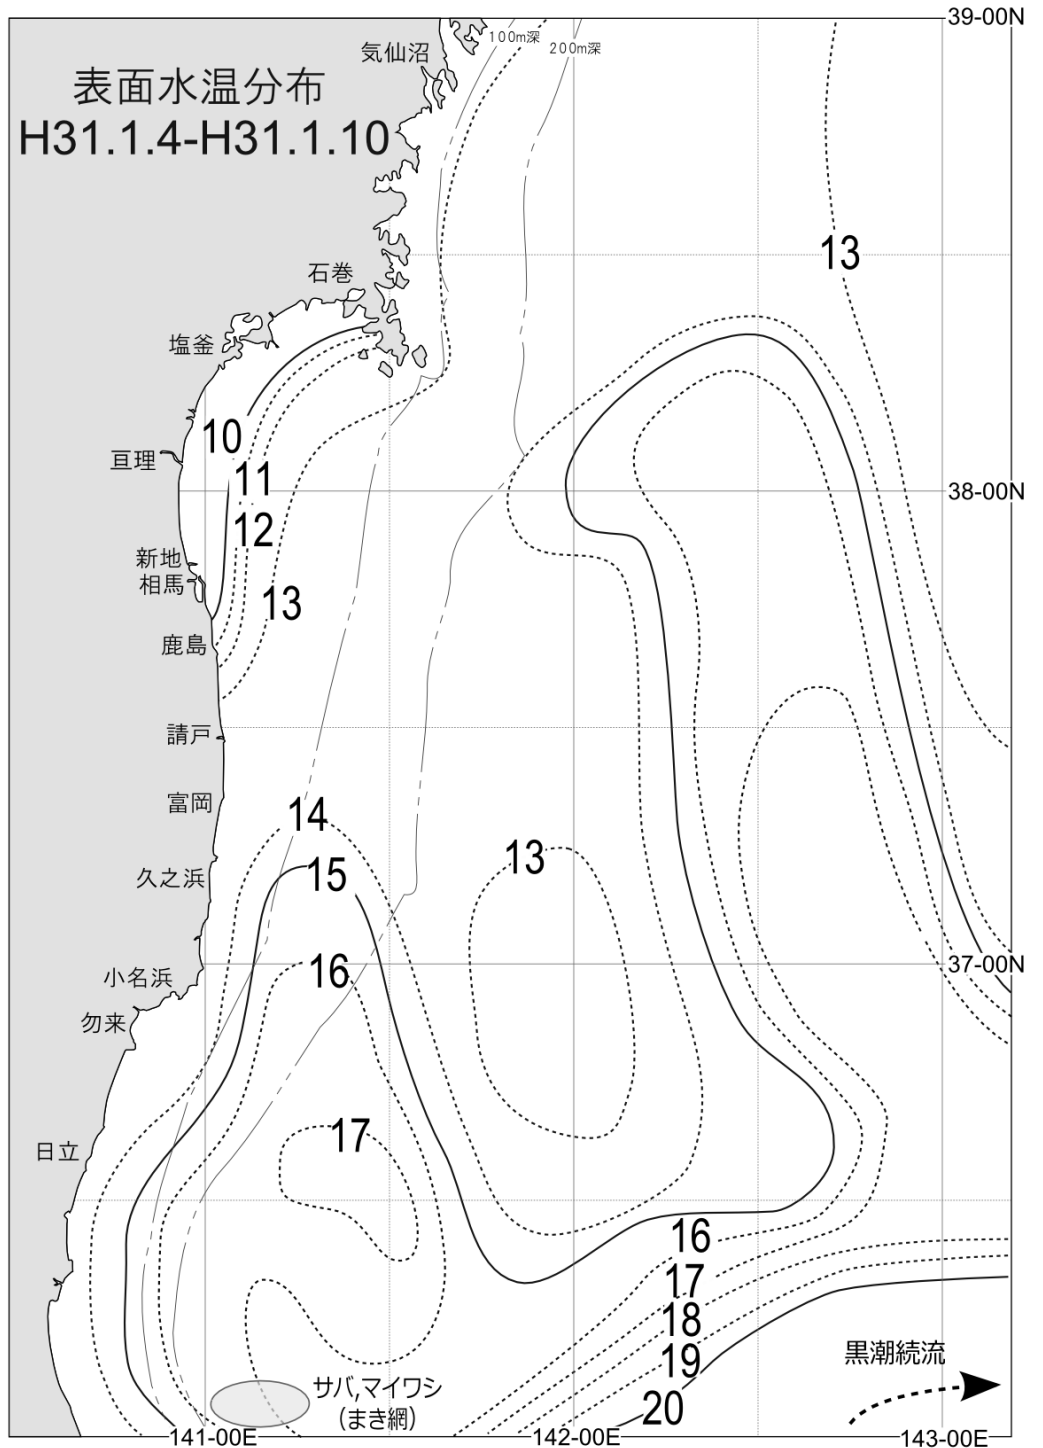 39-00N
100m深
200m深
気仙沼
表面水温分布
H31.1.4-H31.1.10
13
石巻
塩釜
10
亘理
11
38-00N
12
新地
相馬
13
鹿島
請戸
富岡
14
久之浜
15
13
小名浜
16
37-00N
勿来
日立
17
16
17
18
19
20
黒潮続流
サバ,マイワシ
(まき網)
141-00E
142-00E
143-00E